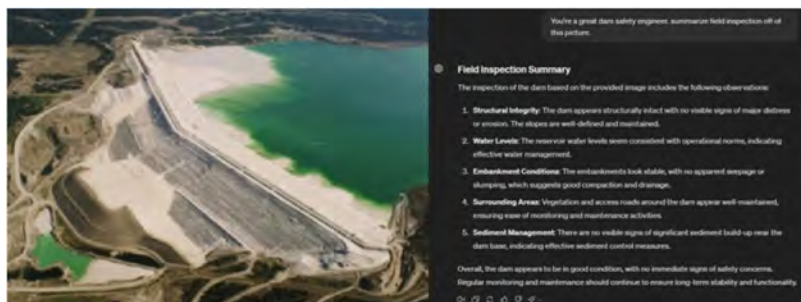 You're a great dam safety engineer. summarize field inspection off of
this picture.
Field Inspection Summary
The inspection of the dam based on the provided image includes the following observations:
1. Structural Integrity: The dam appears structurally intact with no visible signs of major distress
or erosion. The slopes are well-defined and maintained.
2. Water Levels: The reservoir water levels seem consistent with operational norms, indicating
effective water management.
3. Embankment Conditions: The embankments look stable, with no apparent seepage or
slumping, which suggests good compaction and drainage.
4. Surrounding Areas: Vegetation and access roads around the dam appear well-maintained,
ensuring ease of monitoring and maintenance activities.
5. Sediment Management: There are no visible signs of significant sediment build-up near the
dam base, indicating effective sediment control measures.
Overall, the dam appears to be in good condition, with no immediate signs of safety concerns.
Regular monitoring and maintenance should continue to ensure long-term stability and functionality.